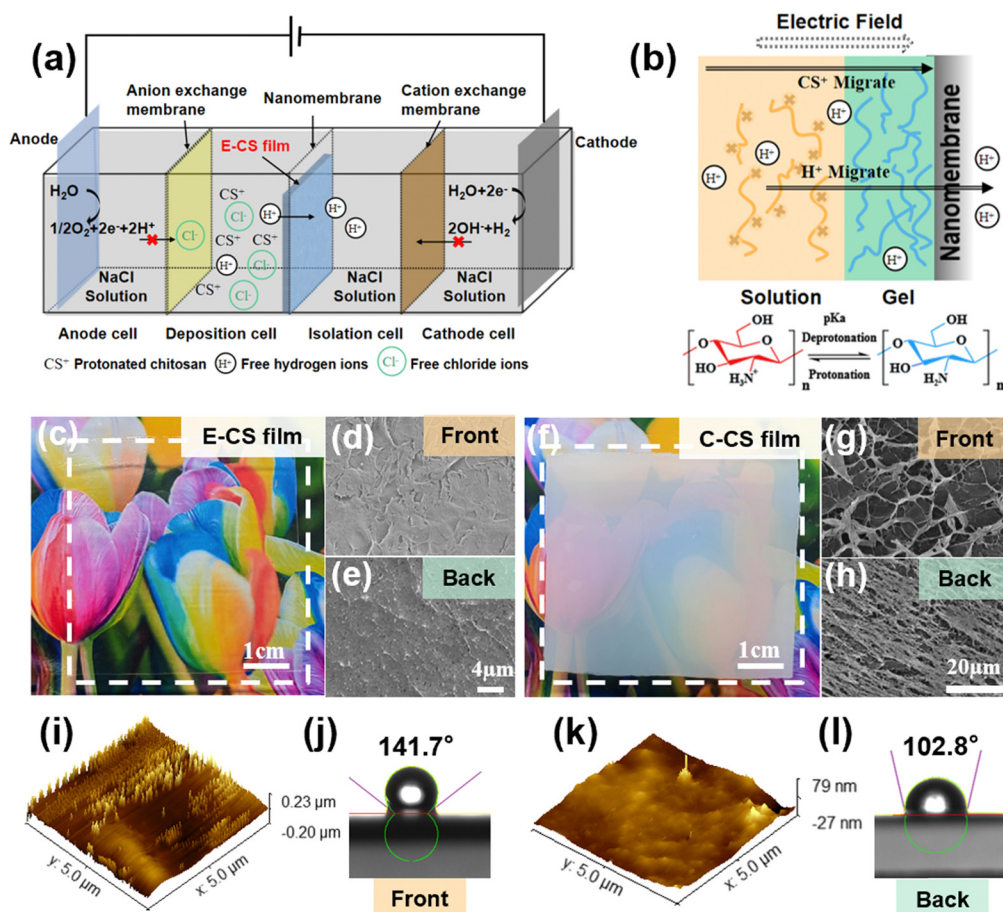 (a)
Anion exchange
membrane
Nanomembrane
Cation exchange
membrane
Anode
E-CS film
Cathode
H₂O
1/2O₂+2e⁻+2H⁺
Cl⁻
CS⁺
Cl⁻
H⁺
CS⁺
CS⁺
H⁺
Cl⁻
CS⁺
Cl⁻
H⁺
H⁺
H⁺
H₂O+2e⁻
2OH⁻+H₂
NaCl
Solution
NaCl
Solution
NaCl
Solution
Anode cell
Deposition cell
Isolation cell
Cathode cell
CS⁺ Protonated chitosan
H⁺ Free hydrogen ions
Cl⁻ Free chloride ions
(b)
Electric Field
CS⁺ Migrate
H⁺
H⁺
H⁺
H⁺
H⁺ Migrate
H⁺
H⁺
H⁺
Nanomembrane
Solution
Gel
OH
O
O
HO
H₃N⁺
n
pKa
Deprotonation
Protonation
OH
O
O
HO
H₂N
n
(c)
E-CS film
1cm
(d)
Front
(e)
Back
4μm
(f)
C-CS film
1cm
(g)
Front
(h)
Back
20μm
(i)
0.23 μm
-0.20 μm
y: 5.0 μm
x: 5.0 μm
(j)
141.7°
Front
(k)
79 nm
-27 nm
y: 5.0 μm
x: 5.0 μm
(l)
102.8°
Back